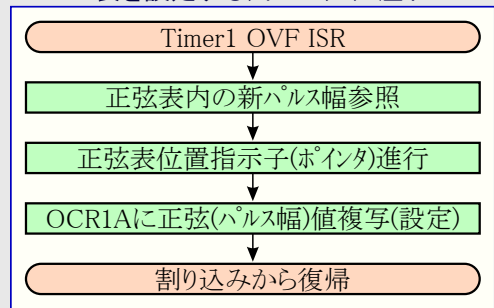 Timer1 OVF ISR
正弦表内の新パルス幅参照
正弦表位置指示子(ポインタ)進行
OCR1Aに正弦(パルス幅)値複写(設定)
割り込みから復帰